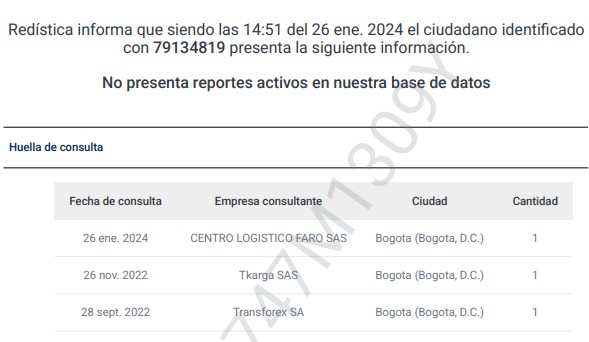 Redística informa que siendo las 14:51 del 26 ene. 2024 el ciudadano identificado
con 79134819 presenta la siguiente información.
No presenta reportes activos en nuestra base de datos
Huella de consulta
Fecha de consulta Empresa consultante Ciudad Cantidad
26 ene. 2024 CENTRO LOGISTICO FARO SAS Bogota (Bogota, D.C.) 1
26 nov. 2022 Tkarga SAS Bogota (Bogota, D.C.) 1
28 sept. 2022 Transforex SA Bogota (Bogota, D.C.) 1
747M1309Y